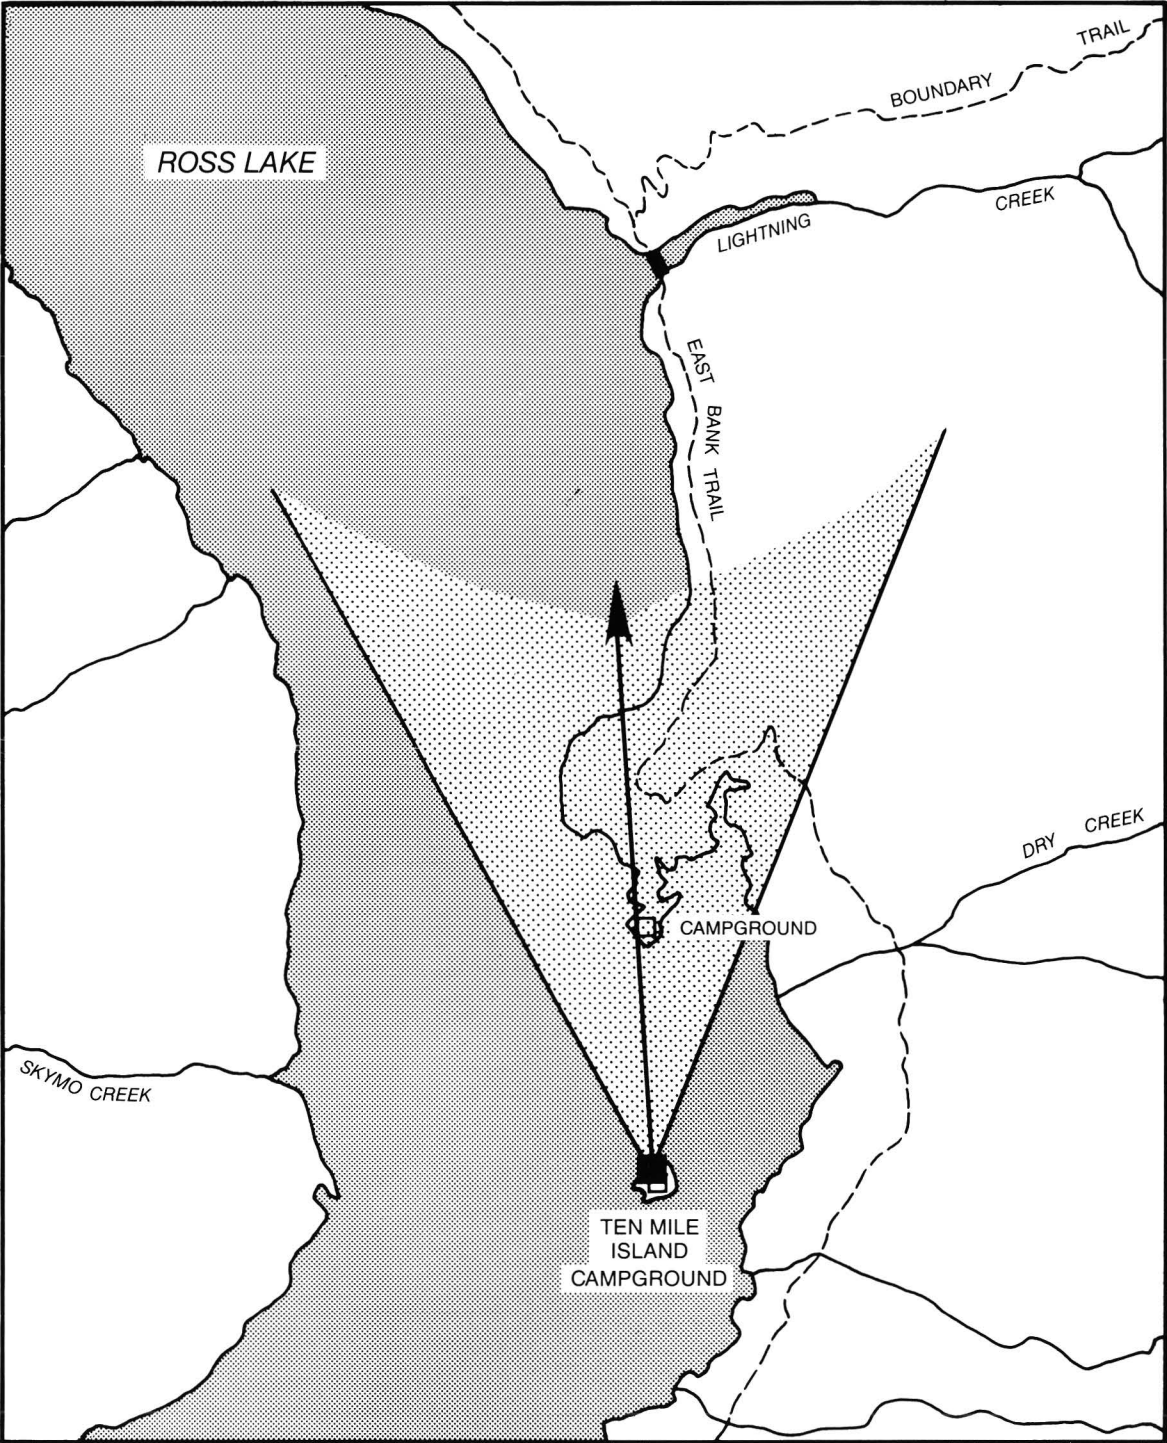 TRAIL
BOUNDARY
ROSS LAKE
CREEK
LIGHTNING
EAST BANK TRAIL
DRY CREEK
CAMPGROUND
SKYMO CREEK
TEN MILE
ISLAND
CAMPGROUND